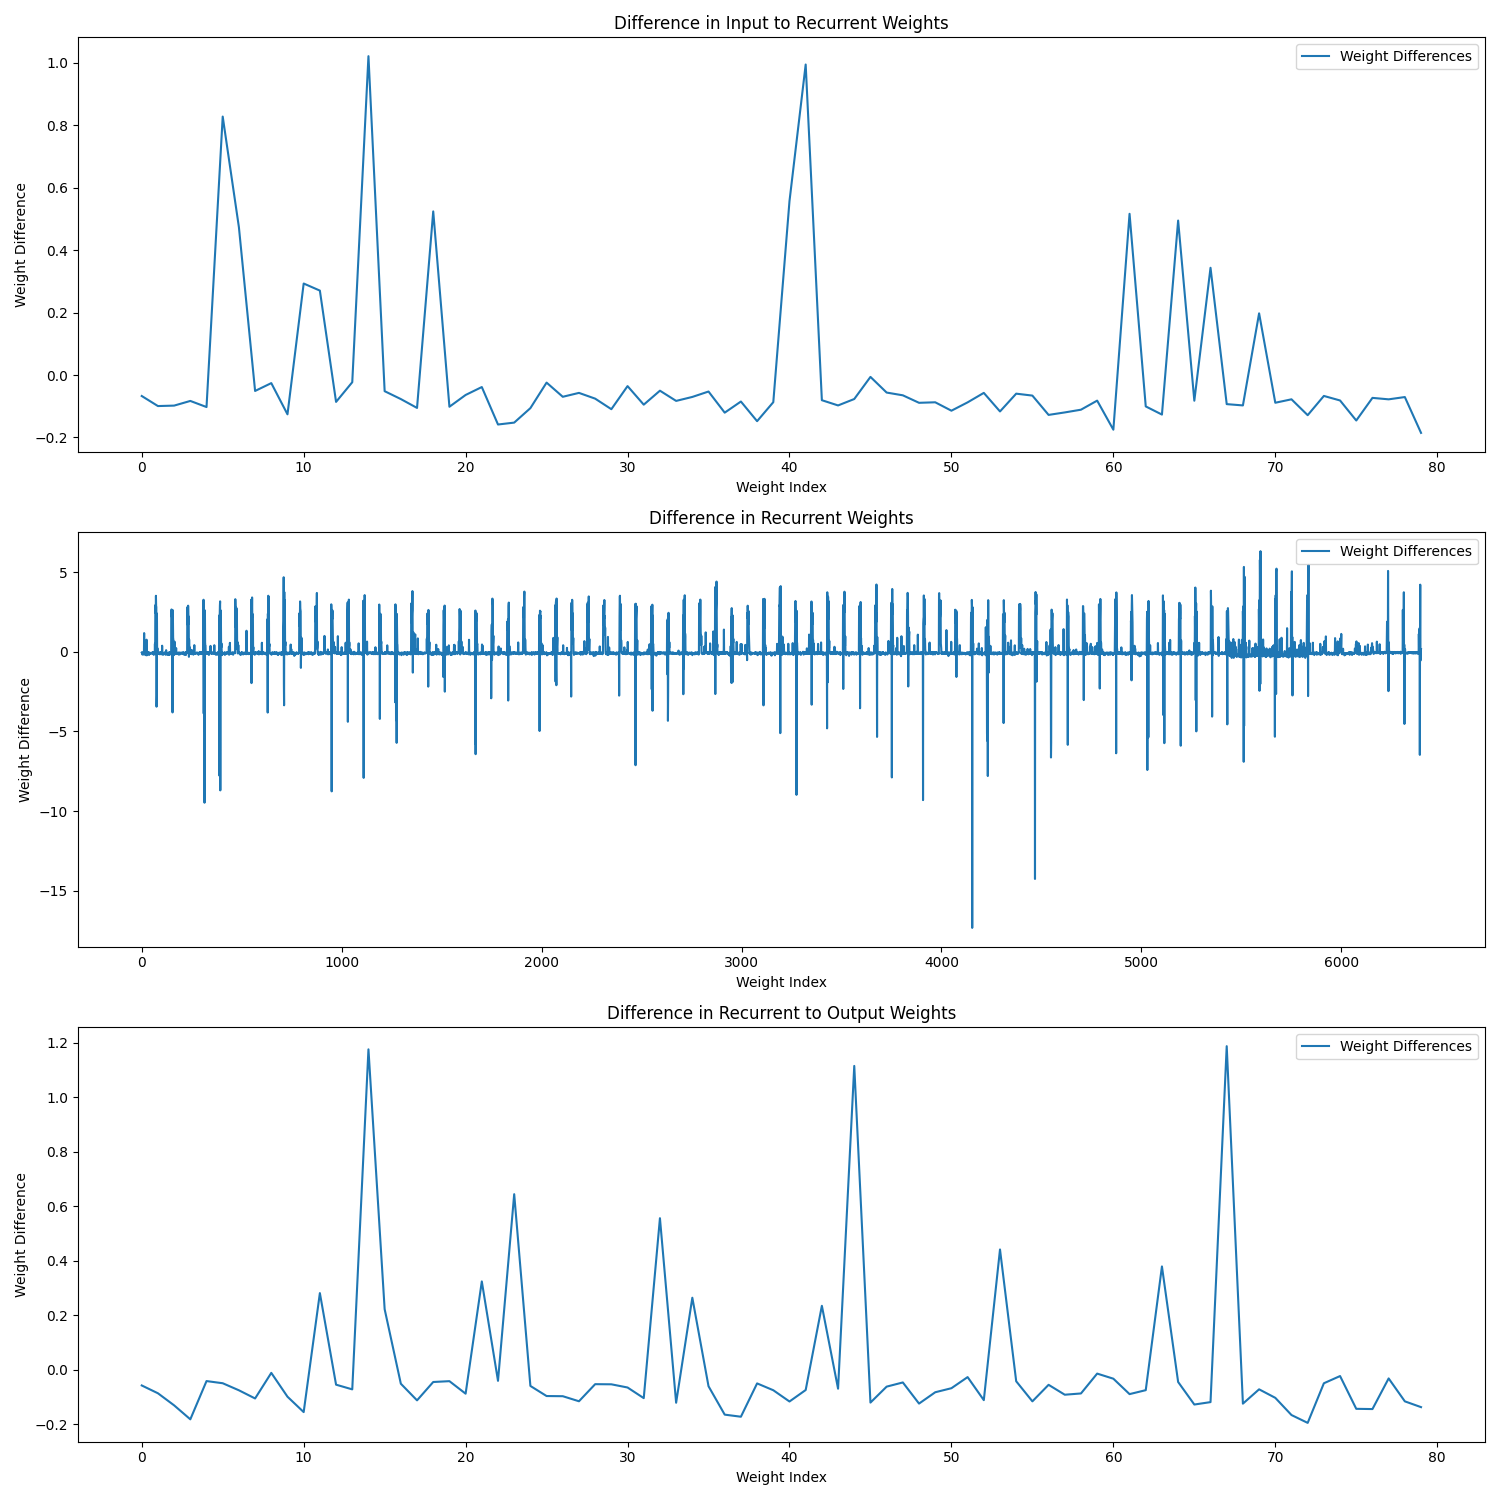 Difference in Input to Recurrent Weights
Weight Differences
1.0
0.8
0.6
0.4
0.2
0.0
−0.2
Weight Difference
0 10 20 30 40 50 60 70 80
Weight Index
Difference in Recurrent Weights
Weight Differences
5
0
−5
−10
−15
Weight Difference
0 1000 2000 3000 4000 5000 6000
Weight Index
Difference in Recurrent to Output Weights
Weight Differences
1.2
1.0
0.8
0.6
0.4
0.2
0.0
−0.2
Weight Difference
0 10 20 30 40 50 60 70 80
Weight Index